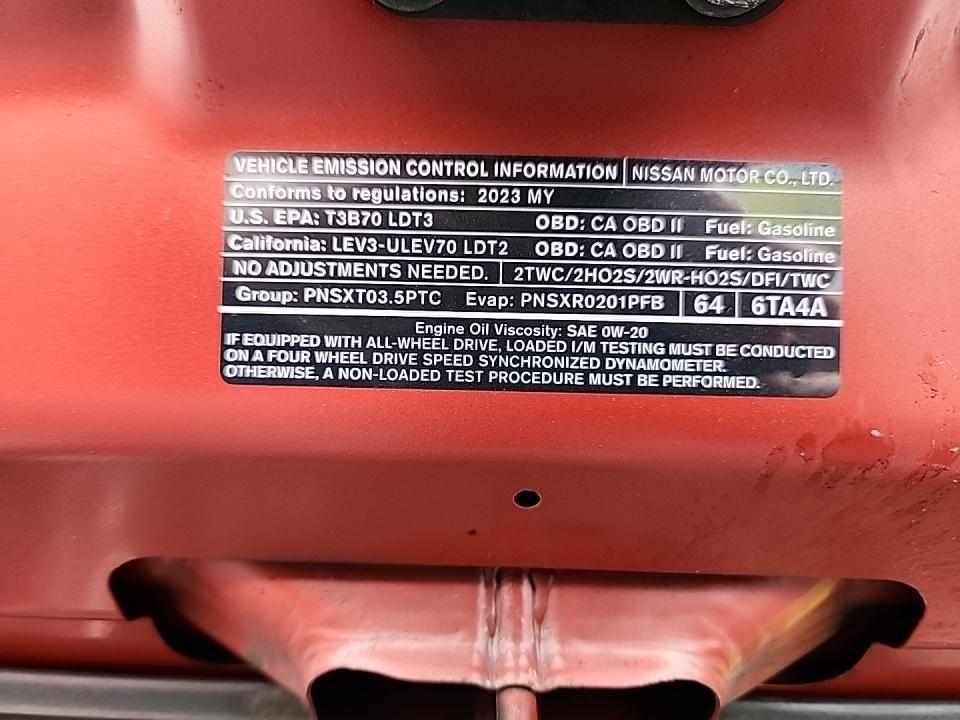 VEHICLE EMISSION CONTROL INFORMATION NISSAN MOTOR CO., LTD.
Conforms to regulations: 2023 MY
U.S. EPA: T3B70 LDT3 OBD: CA OBD II Fuel: Gasoline
California: LEV3-ULEV70 LDT2 OBD: CA OBD II Fuel: Gasoline
NO ADJUSTMENTS NEEDED. 2TWC/2HO2S/2WR-HO2S/DFI/TWC
Group: PNSXT03.5PTC Evap: PNSXR0201PFB 64 6TA4A
Engine Oil Viscosity: SAE 0W-20
IF EQUIPPED WITH ALL-WHEEL DRIVE, LOADED I/M TESTING MUST BE CONDUCTED
ON A FOUR WHEEL DRIVE SPEED SYNCHRONIZED DYNAMOMETER.
OTHERWISE, A NON-LOADED TEST PROCEDURE MUST BE PERFORMED.